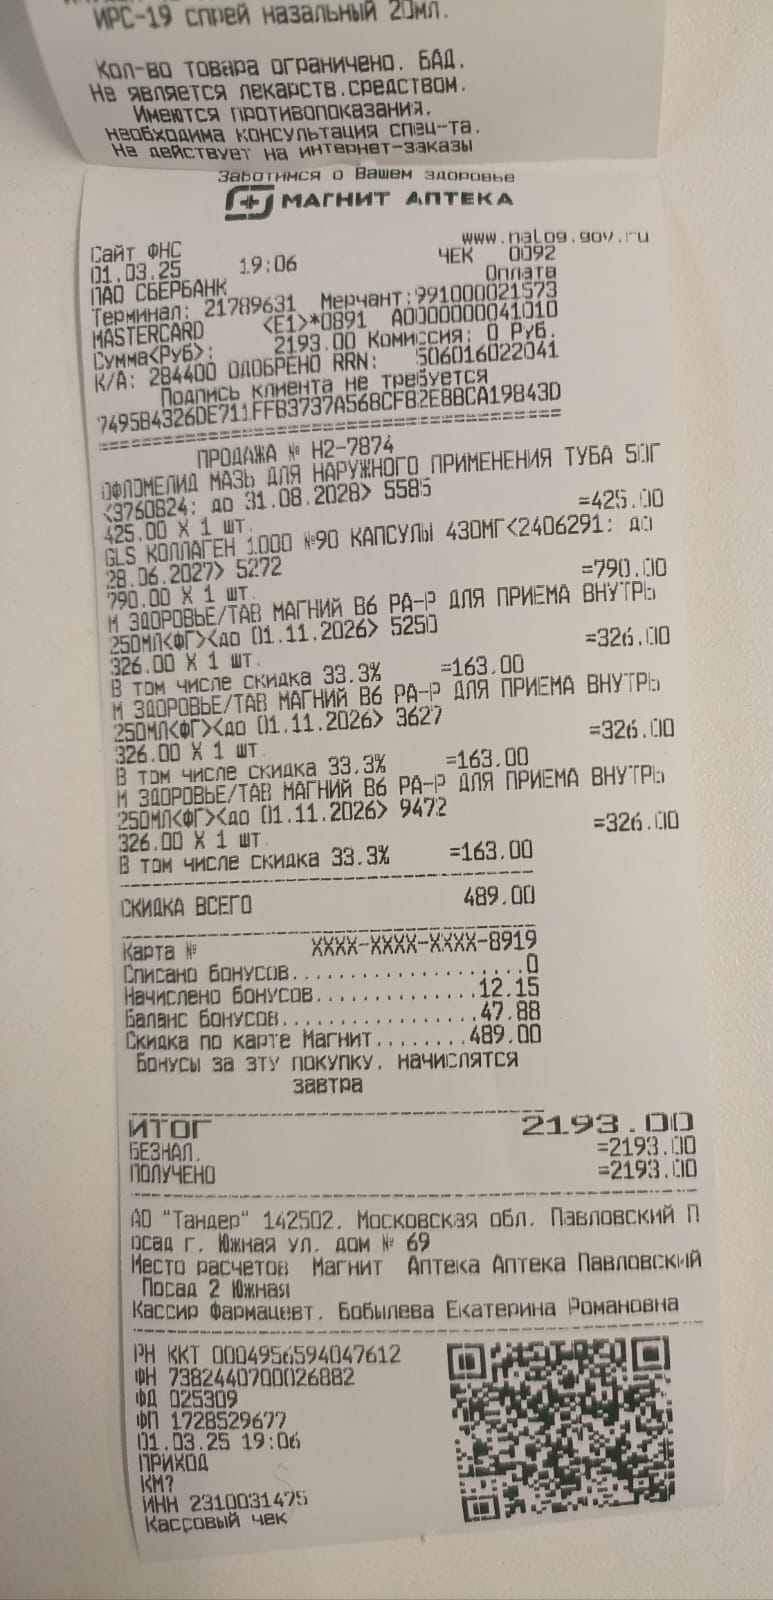 ИРС-19 спрей назальный 20мл.
Кол-во товара ограничено. БАД.
Не является лекарств.средством.
Имеются противопоказания.
необходима консультация спец-та.
Не действует на интернет-заказы
Заботимся о Вашем здоровье
МАГНИТ АПТЕКА
Сайт ФНС www.nalog.gov.ru
01.03.25 19:06 ЧЕК 0092
ПАО СБЕРБАНК Оплата
Терминал: 21789631 Мерчант:991000021573
MASTERCARD <E1>*0891 A0000000041010
Сумма<Руб>: 2193.00 Комиссия: 0 Руб.
К/А: 284400 ОДОБРЕНО RRN: 506016022041
Подпись клиента не требуется
7495B4326DE711FFB3737A56BCFB2E8BCA19B43D
ПРОДАЖА № Н2-7874
ОФЛОМЕЛИД МАЗЬ ДЛЯ НАРУЖНОГО ПРИМЕНЕНИЯ ТУБА 50Г
<3760824: до 31.08.2028> 5585
425.00 X 1 шт. =425.00
GLS КОЛЛАГЕН 1000 №90 КАПСУЛЫ 430МГ<2406291: до
28.06.2027> 5272
790.00 X 1 шт. =790.00
М ЗДОРОВЬЕ/ТАВ МАГНИЙ В6 РА-Р ДЛЯ ПРИЕМА ВНУТРЬ
250МЛ<ФГ><до 01.11.2026> 5250
326.00 X 1 шт. =326.00
В том числе скидка 33.3% =163.00
М ЗДОРОВЬЕ/ТАВ МАГНИЙ В6 РА-Р ДЛЯ ПРИЕМА ВНУТРЬ
250МЛ<ФГ><до 01.11.2026> 3627
326.00 X 1 шт. =326.00
В том числе скидка 33.3% =163.00
М ЗДОРОВЬЕ/ТАВ МАГНИЙ В6 РА-Р ДЛЯ ПРИЕМА ВНУТРЬ
250МЛ<ФГ><до 01.11.2026> 9472
326.00 X 1 шт. =326.00
В том числе скидка 33.3% =163.00
СКИДКА ВСЕГО 489.00
Карта № XXXX-XXXX-XXXX-8919
Списано бонусов...................0
Начислено бонусов.............12.15
Баланс бонусов................47.88
Скидка по карте Магнит........489.00
Бонусы за эту покупку. начислятся
завтра
ИТОГ 2193.00
БЕЗНАЛ. =2193.00
ПОЛУЧЕНО =2193.00
АО "Тандер" 142502. Московская обл. Павловский П
осад г. Южная ул. дом № 69
Место расчетов Магнит Аптека Аптека Павловский
Посад 2 Южная
Кассир Фармацевт. Бобылева Екатерина Романовна
РН ККТ 0004956594047612
ФН 7382440700026882
ФД 025309
ФП 1728529677
01.03.25 19:06
ПРИХОД
КМ?
ИНН 2310031475
Кассовый чек